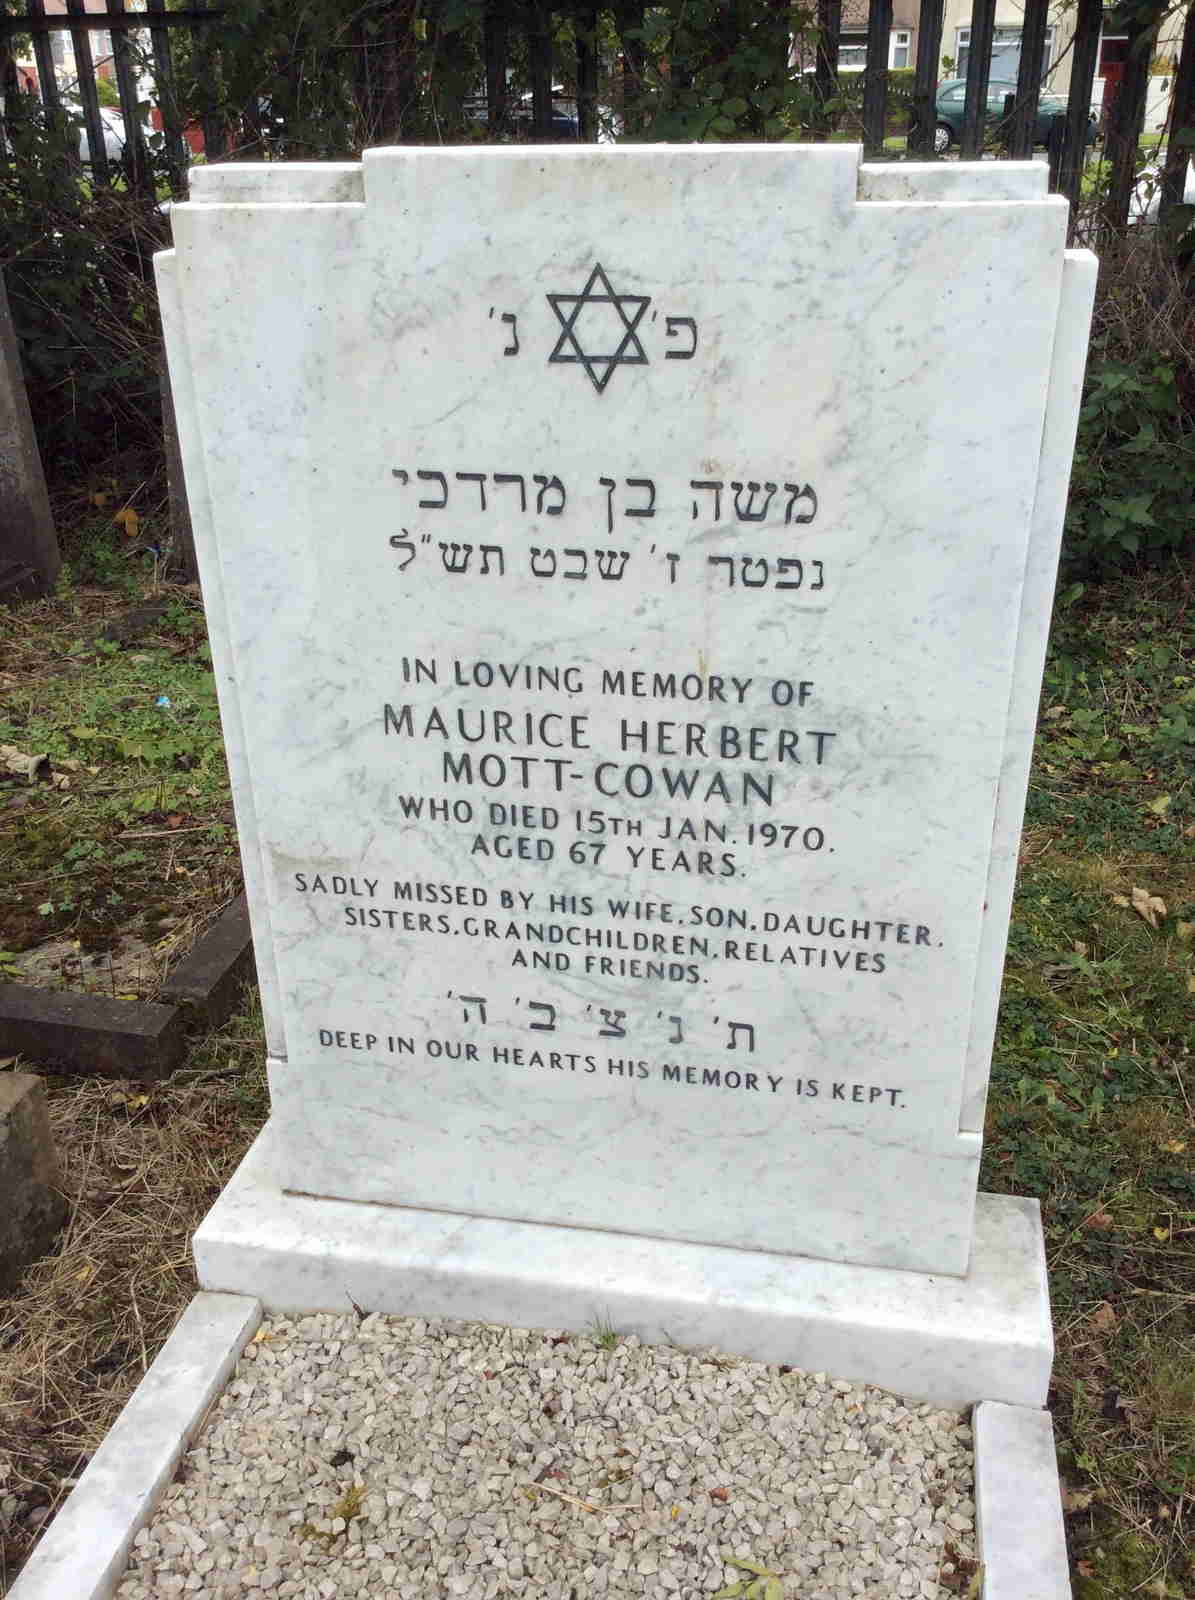 פ' נ'
משה בן מרדכי
נפטר ז' שבט תש"ל
IN LOVING MEMORY OF
MAURICE HERBERT
MOTT-COWAN
WHO DIED 15TH JAN. 1970.
AGED 67 YEARS.
SADLY MISSED BY HIS WIFE, SON, DAUGHTER,
SISTERS, GRANDCHILDREN, RELATIVES
AND FRIENDS.
ת' נ' צ' ב' ה'
DEEP IN OUR HEARTS HIS MEMORY IS KEPT.